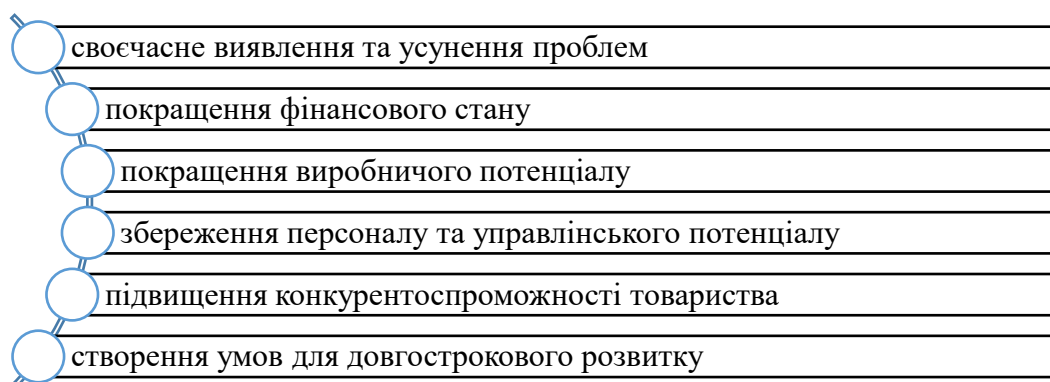 своєчасне виявлення та усунення проблем
покращення фінансового стану
покращення виробничого потенціалу
збереження персоналу та управлінського потенціалу
підвищення конкурентоспроможності товариства
створення умов для довгострокового розвитку